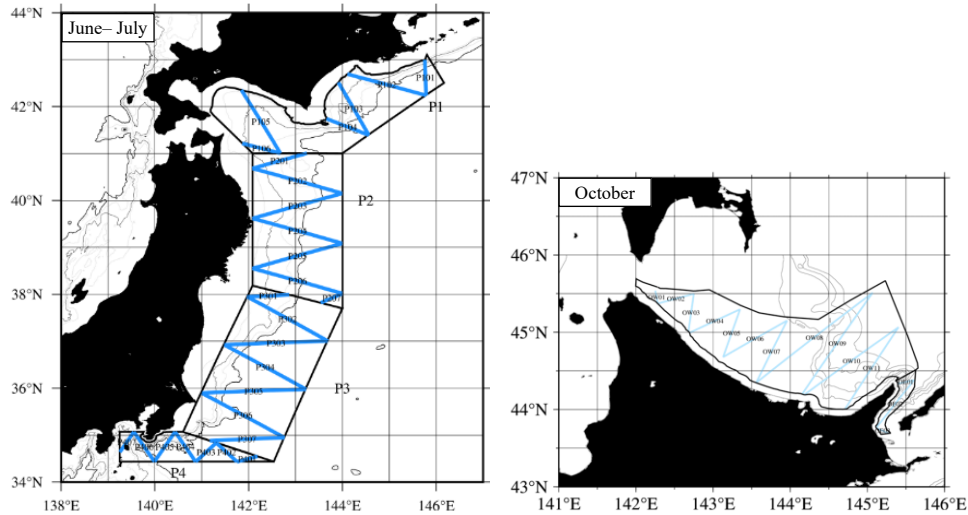 June– July
44°N
42°N
40°N
38°N
36°N
34°N
138°E
140°E
142°E
144°E
146°E
P101
P102
P103
P104
P1
P105
P106
P201
P202
P203
P2
P204
P205
P206
P207
P301
P302
P303
P304
P3
P305
P306
P307
P403
P4
October
47°N
46°N
45°N
44°N
43°N
141°E
142°E
143°E
144°E
145°E
146°E
OW02
OW03
OW04
OW05
OW06
OW07
OW08
OW09
OW10
OW11